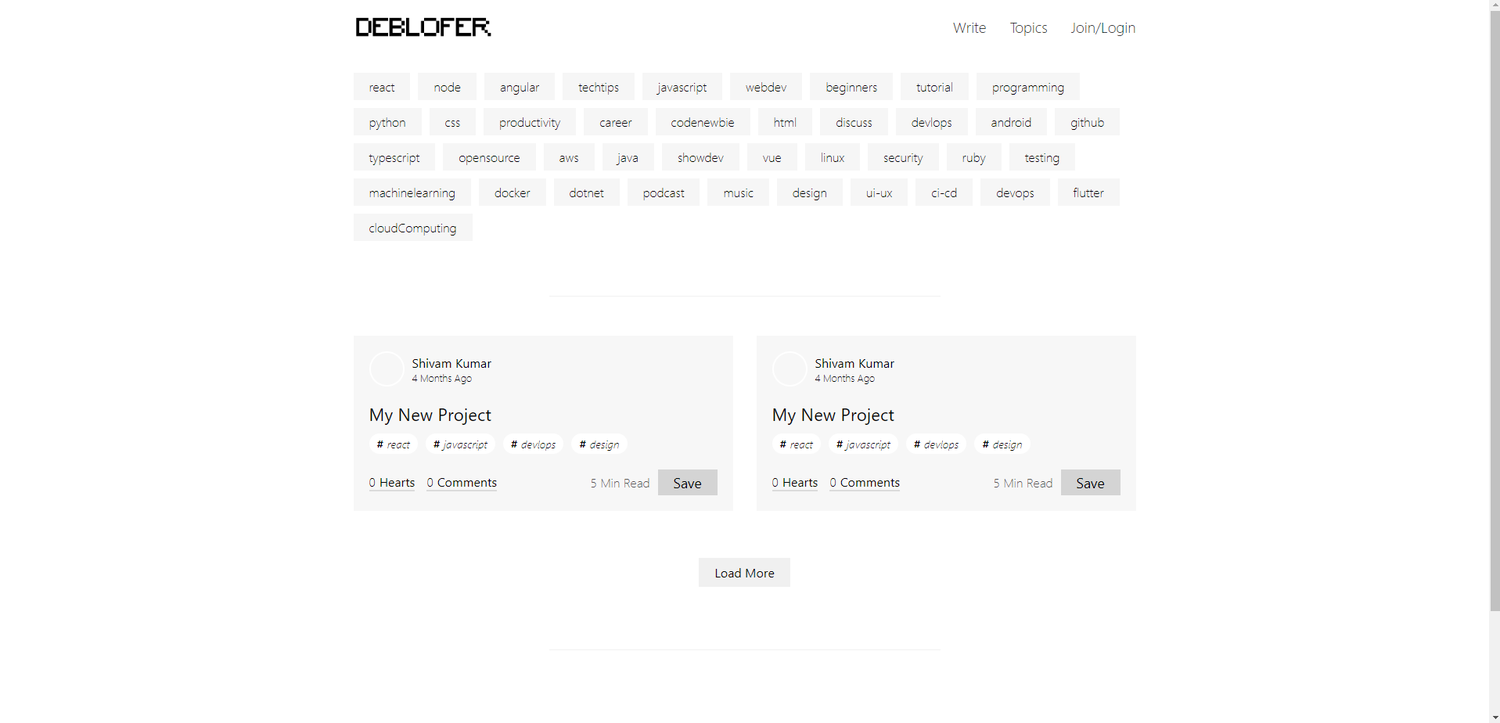 DEBLOFER
Write Topics Join/Login
react node angular techtips javascript webdev beginners tutorial programming
python css productivity career codenewbie html discuss devlops android github
typescript opensource aws java showdev vue linux security ruby testing
machinelearning docker dotnet podcast music design ui-ux ci-cd devops flutter
cloudComputing
Shivam Kumar
4 Months Ago
My New Project
# react # javascript # devlops # design
0 Hearts 0 Comments 5 Min Read Save
Shivam Kumar
4 Months Ago
My New Project
# react # javascript # devlops # design
0 Hearts 0 Comments 5 Min Read Save
Load More